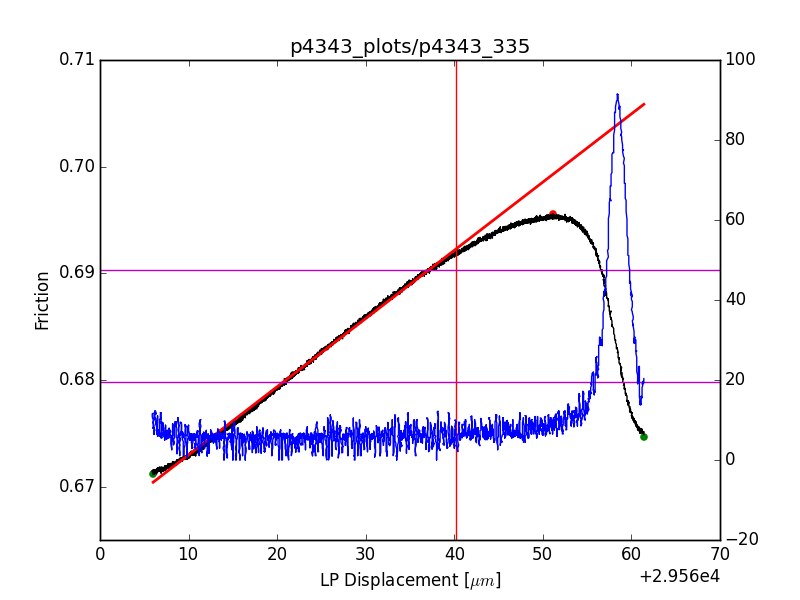 p4343_plots/p4343_335
0.71
0.70
0.69
0.68
0.67
Friction
100
80
60
40
20
0
−20
0 10 20 30 40 50 60 70
LP Displacement [μm]
+2.956e4